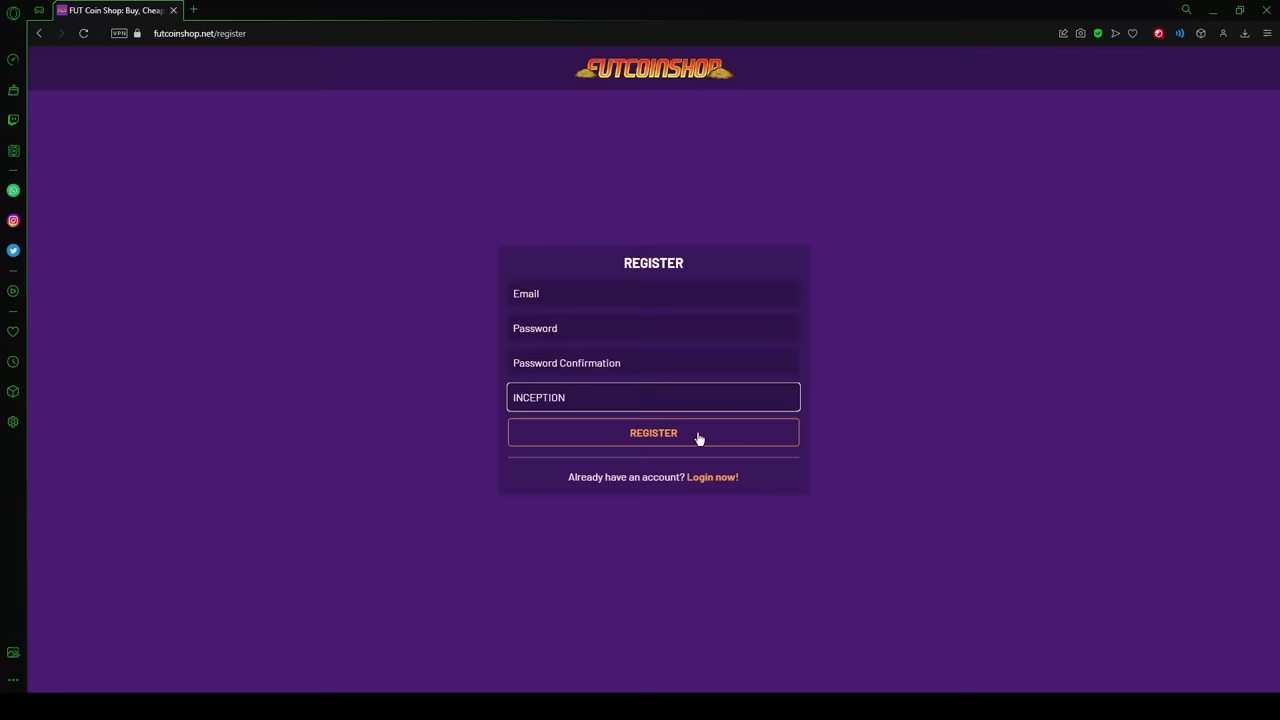 FUT Coin Shop: Buy, Cheap
VPN
futcoinshop.net/register
FUTCOINSHOP
REGISTER
Email
Password
Password Confirmation
INCEPTION
REGISTER
Already have an account? Login now!